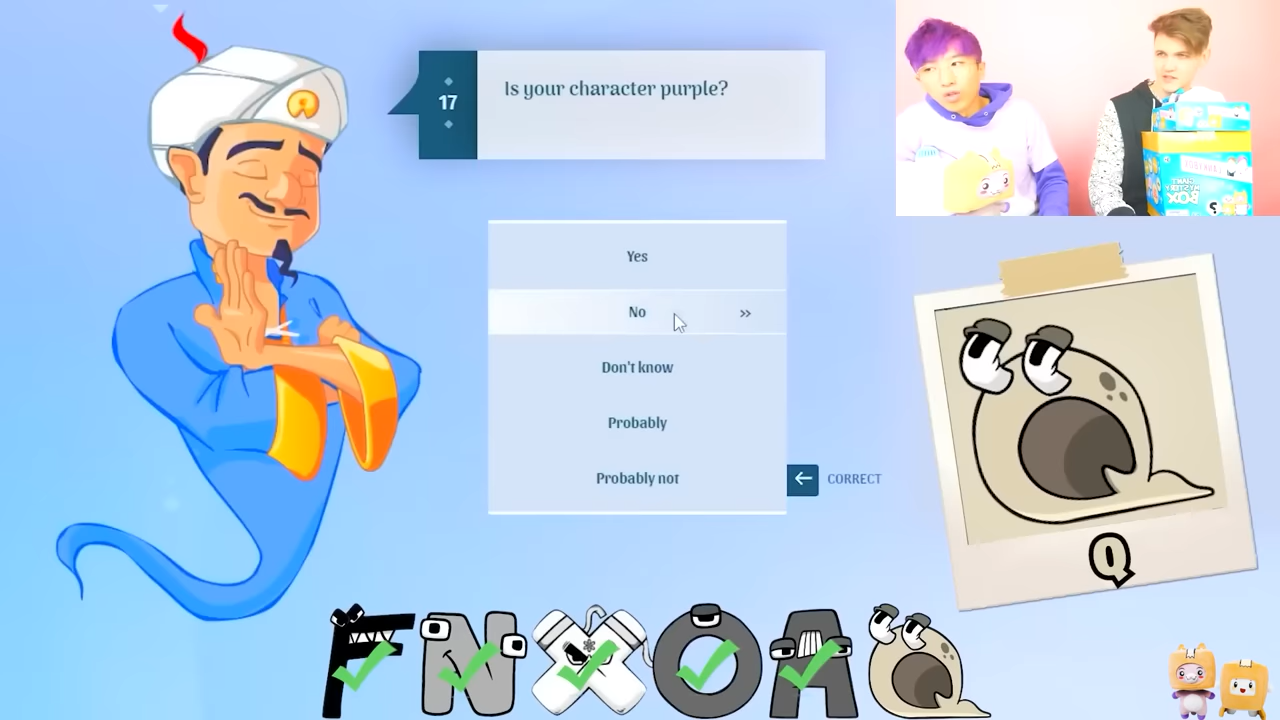 17
Is your character purple?
Yes
No
Don't know
Probably
Probably not
CORRECT
Q
F N X O A